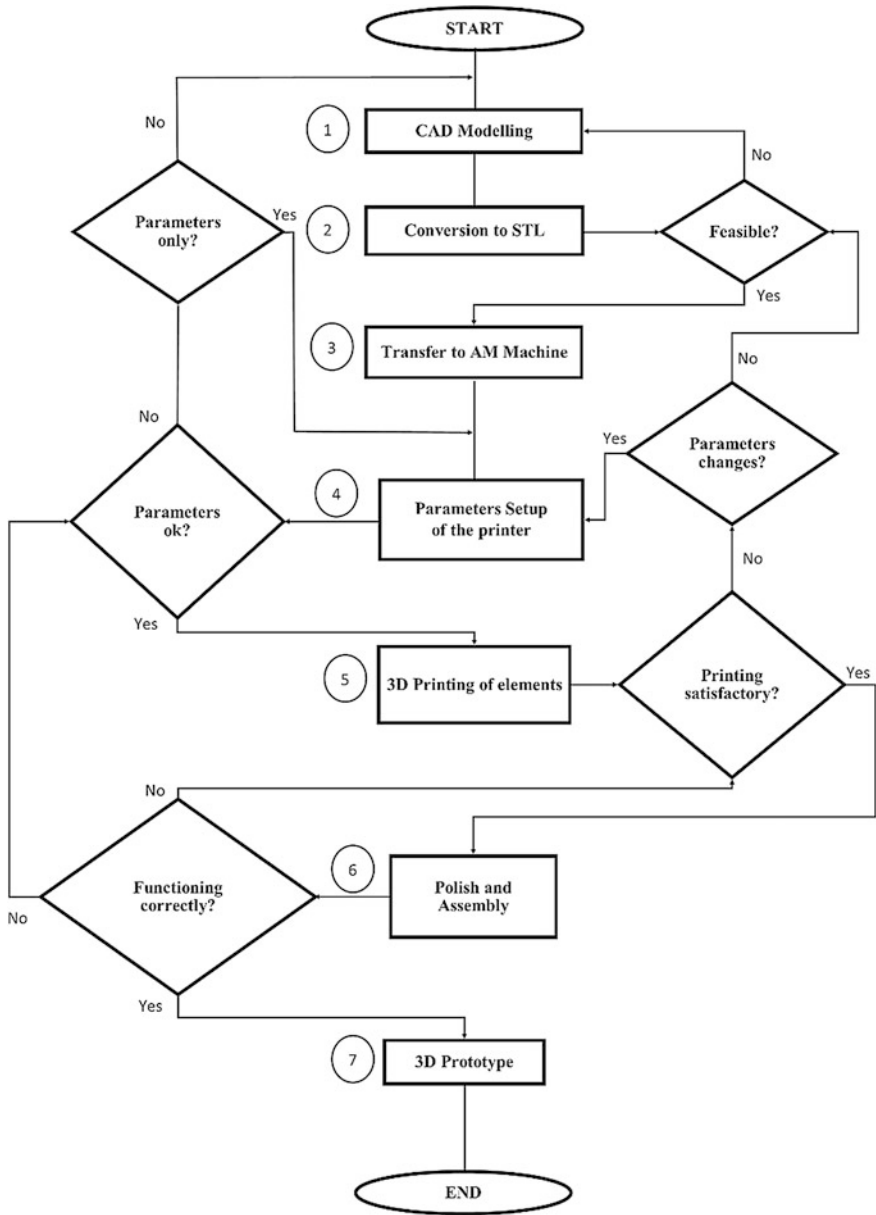 START
No
1
CAD Modelling
No
Parameters
only?
Yes
2
Conversion to STL
Feasible?
Yes
3
Transfer to AM Machine
No
No
Yes
Parameters
changes?
4
Parameters
ok?
Parameters Setup
of the printer
No
Yes
5
3D Printing of elements
Printing
satisfactory?
Yes
No
6
Functioning
correctly?
Polish and
Assembly
No
Yes
7
3D Prototype
END